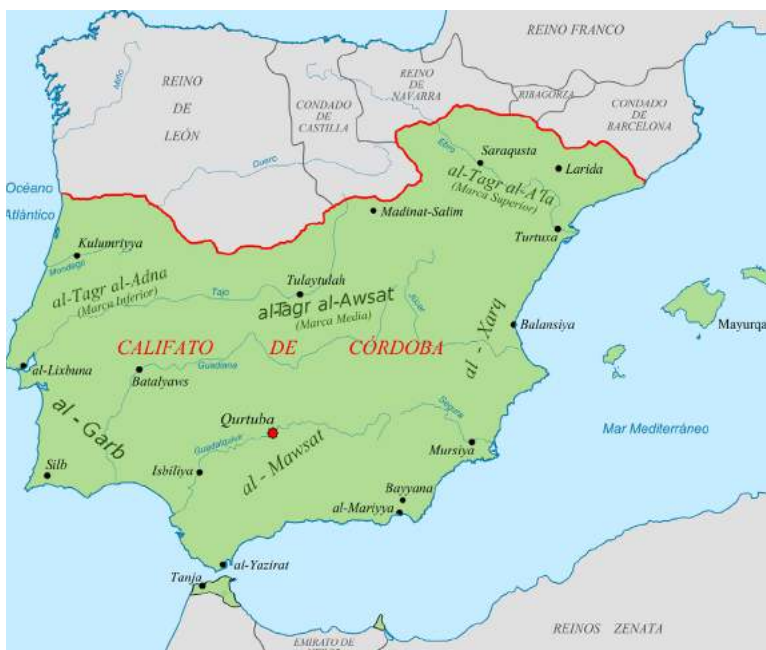 REINO FRANCO
REINO
DE
LEÓN
CONDADO
DE
CASTILLA
REINO
DE
NAVARRA
RIBAGORZA
CONDADO
DE
BARCELONA
Miño
Duero
Ebro
Saraqusta
Larida
al-Tagr al-A'la
(Marca Superior)
Océano
Atlántico
Madinat-Salim
Turtuxa
Kulumriyya
Mondego
al-Tagr al-Adna
(Marca Inferior)
Tajo
Tulaytulah
al-Tagr al-Awsat
(Marca Media)
Júcar
al - Xarq
Balansiya
Mayurqa
CALIFATO DE CÓRDOBA
al-Lixbuna
Batalyaws
Guadiana
al - Garb
Qurtuba
Guadalquivir
al - Mawsat
Segura
Mursiya
Mar Mediterráneo
Silb
Isbiliya
Bayyana
al-Mariyya
al-Yazirat
Tanja
EMIRATO DE
REINOS ZENATA